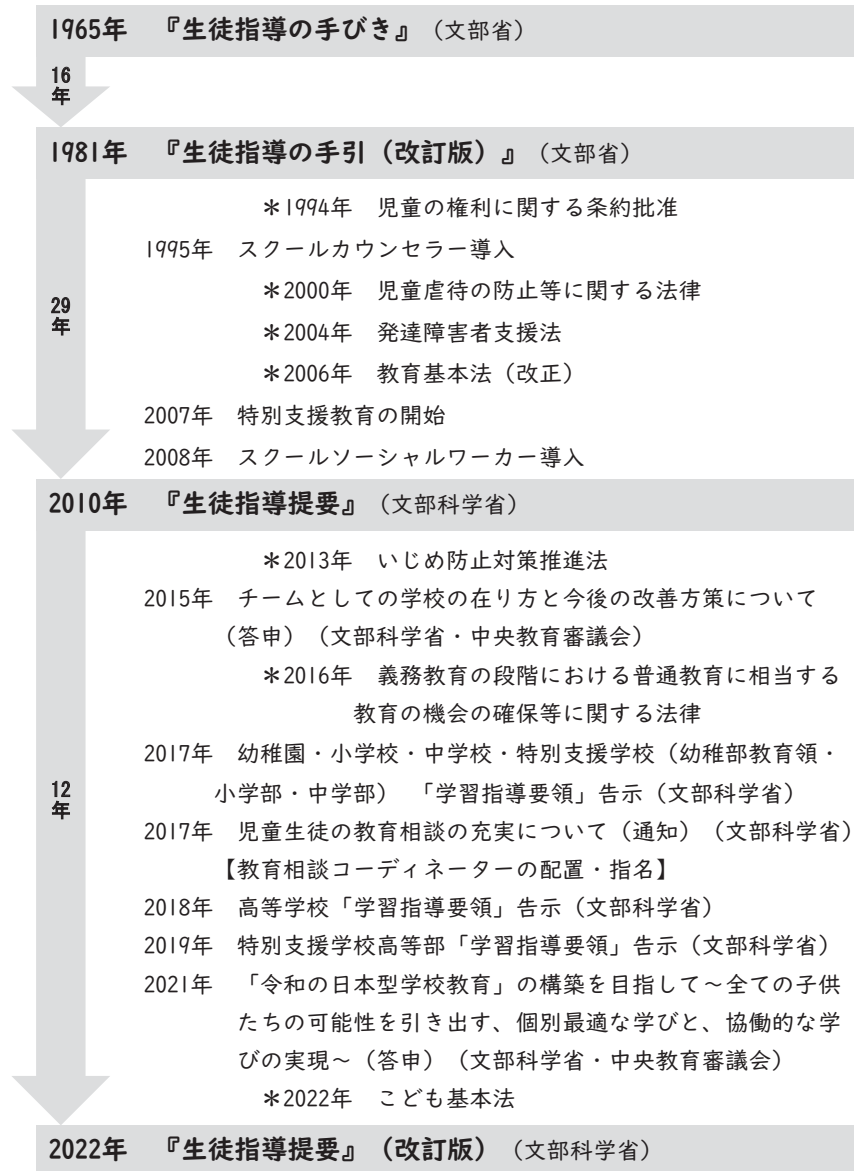 1965年　『生徒指導の手びき』（文部省）
16
年
1981年　『生徒指導の手引（改訂版）』（文部省）
＊1994年　児童の権利に関する条約批准
1995年　スクールカウンセラー導入
＊2000年　児童虐待の防止等に関する法律
29
年
＊2004年　発達障害者支援法
＊2006年　教育基本法（改正）
2007年　特別支援教育の開始
2008年　スクールソーシャルワーカー導入
2010年　『生徒指導提要』（文部科学省）
＊2013年　いじめ防止対策推進法
2015年　チームとしての学校の在り方と今後の改善方策について
（答申）（文部科学省・中央教育審議会）
＊2016年　義務教育の段階における普通教育に相当する
教育の機会の確保等に関する法律
2017年　幼稚園・小学校・中学校・特別支援学校（幼稚部教育領・
小学部・中学部）　「学習指導要領」告示（文部科学省）
12
年
2017年　児童生徒の教育相談の充実について（通知）（文部科学省）
【教育相談コーディネーターの配置・指名】
2018年　高等学校「学習指導要領」告示（文部科学省）
2019年　特別支援学校高等部「学習指導要領」告示（文部科学省）
2021年　「令和の日本型学校教育」の構築を目指して～全ての子供
たちの可能性を引き出す、個別最適な学びと、協働的な学
びの実現～（答申）（文部科学省・中央教育審議会）
＊2022年　こども基本法
2022年　『生徒指導提要』（改訂版）（文部科学省）